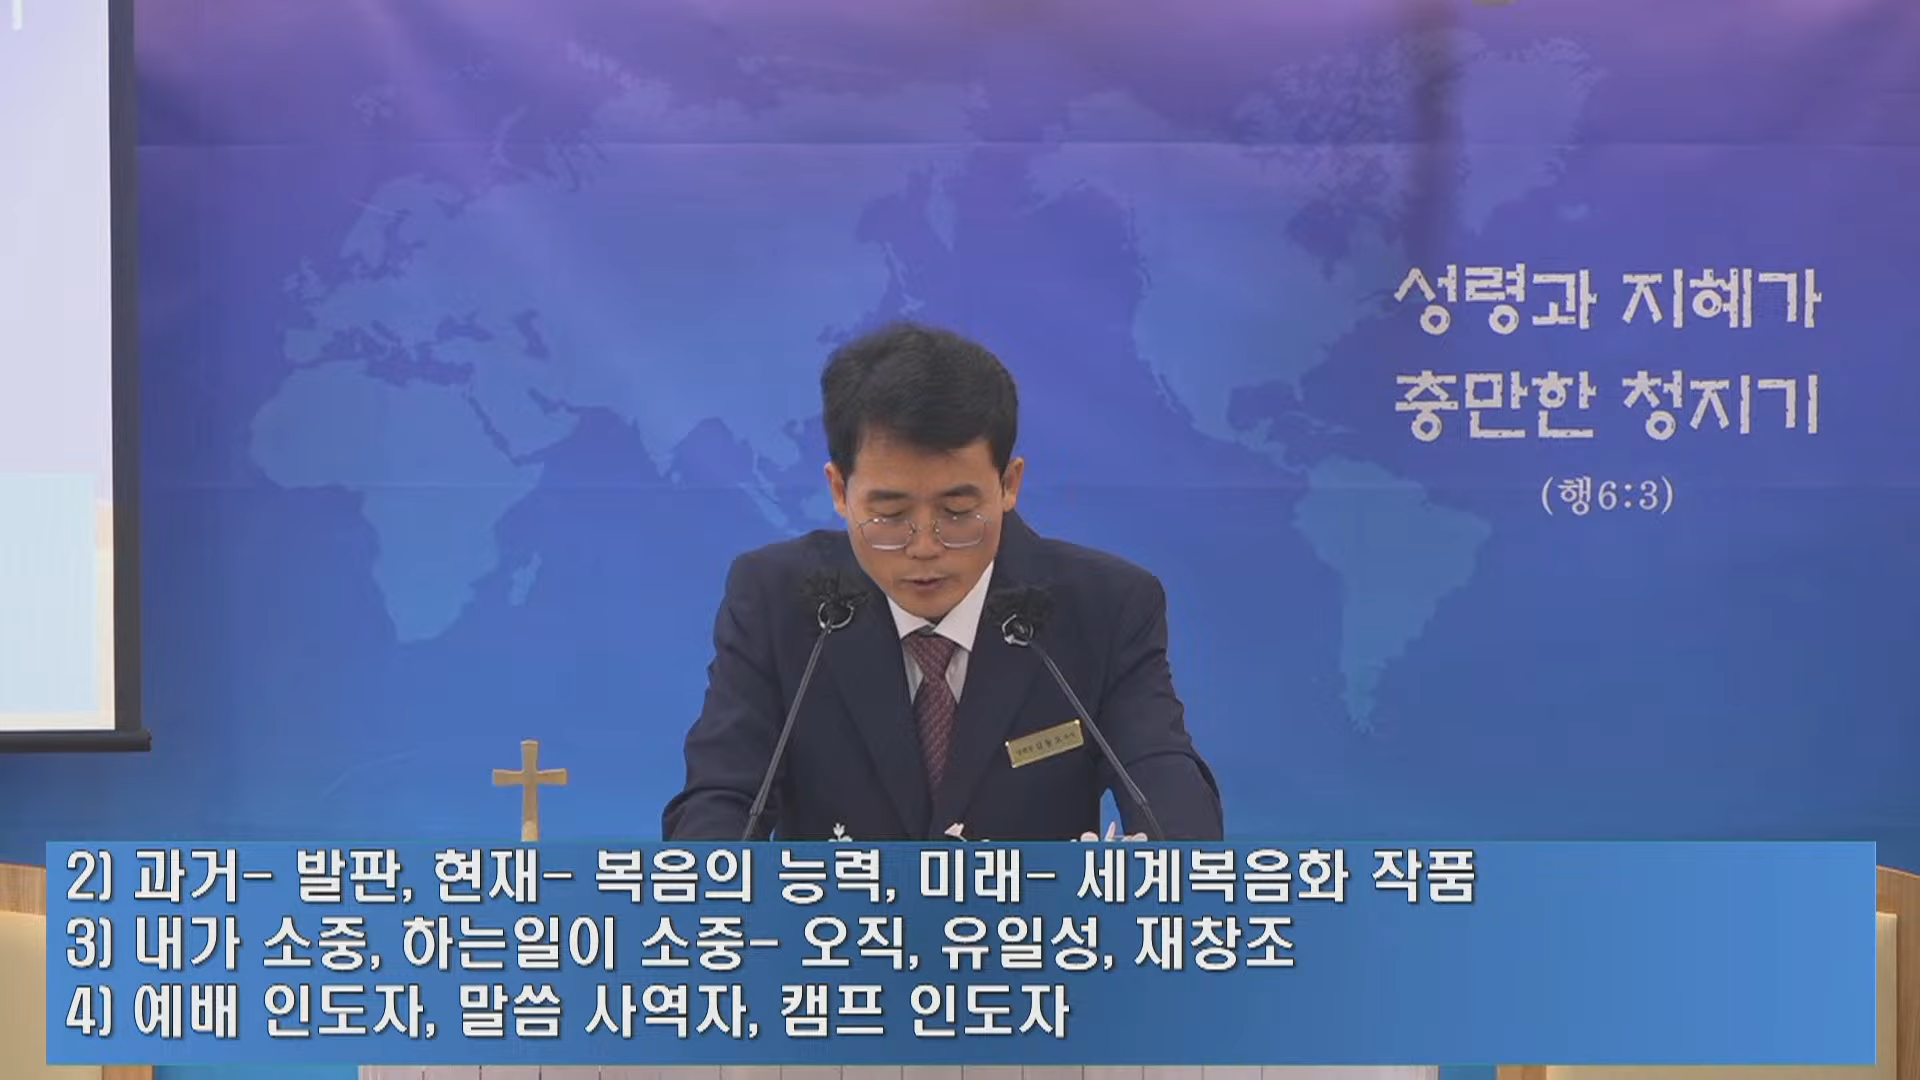 성령과 지혜가
충만한 청지기
(행6:3)
2) 과거- 발판, 현재- 복음의 능력, 미래- 세계복음화 작품
3) 내가 소중, 하는일이 소중- 오직, 유일성, 재창조
4) 예배 인도자, 말씀 사역자, 캠프 인도자